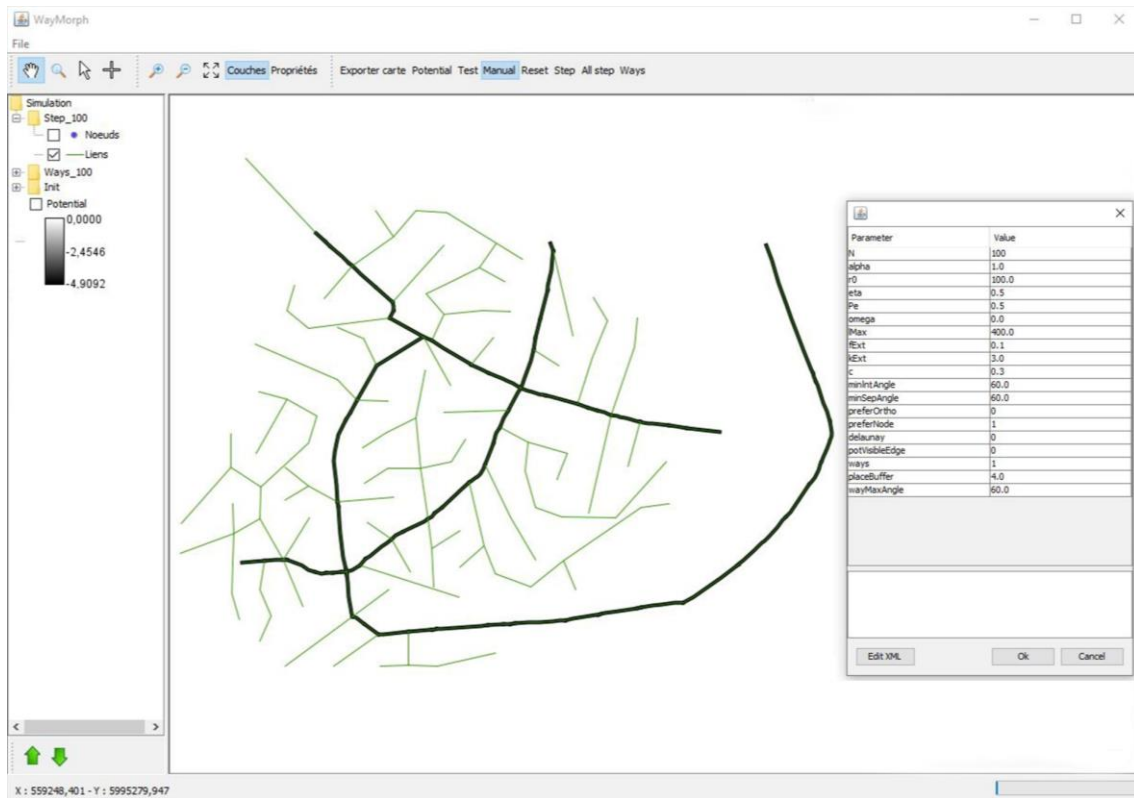 WayMorph
File
Couches Propriétés Exporter carte Potential Test Manual Reset Step All step Ways
Simulation
Step_100
Noeuds
Liens
Ways_100
Init
Potential
0,0000
-2,4546
-4,9092
Parameter Value
N 100
alpha 1.0
r0 100.0
eta 0.5
Pe 0.5
omega 0.0
lMax 400.0
fExt 0.1
kExt 3.0
c 0.3
minIntAngle 60.0
minSepAngle 60.0
preferOrtho 0
preferNode 1
delaunay 0
potVisibleEdge 0
ways 1
placeBuffer 4.0
wayMaxAngle 60.0
Edit XML Ok Cancel
X : 559248,401 - Y : 5995279,947